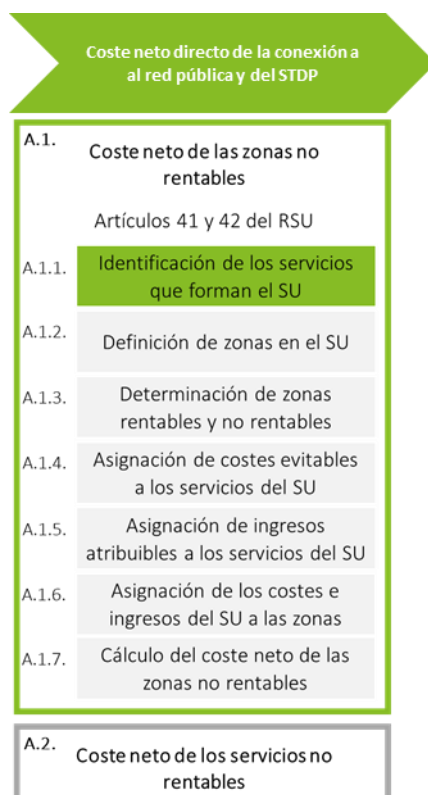 Coste neto directo de la conexión a
al red pública y del STDP
A.1.
Coste neto de las zonas no
rentables
Artículos 41 y 42 del RSU
A.1.1.
Identificación de los servicios
que forman el SU
A.1.2.
Definición de zonas en el SU
A.1.3.
Determinación de zonas
rentables y no rentables
A.1.4.
Asignación de costes evitables
a los servicios del SU
A.1.5.
Asignación de ingresos
atribuibles a los servicios del SU
A.1.6.
Asignación de los costes e
ingresos del SU a las zonas
A.1.7.
Cálculo del coste neto de las
zonas no rentables
A.2.
Coste neto de los servicios no
rentables